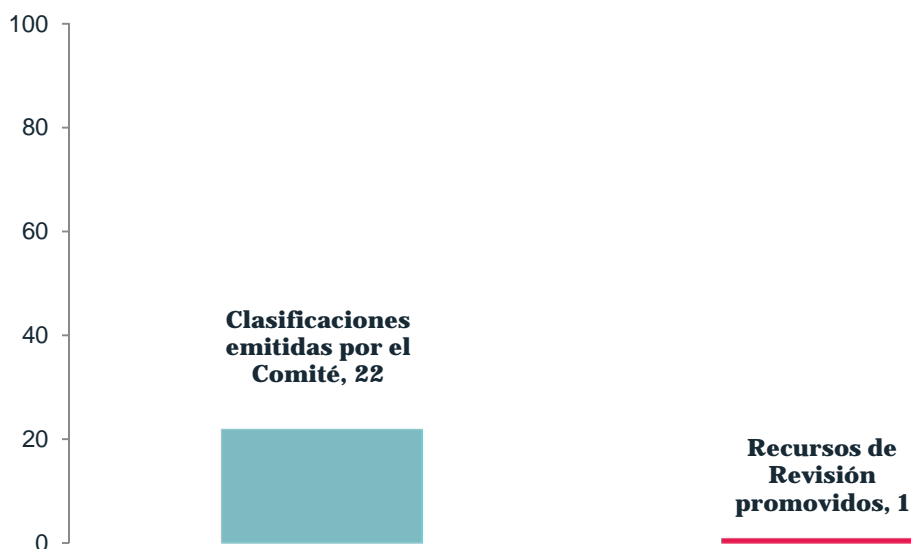 100
80
60
40
20
0
Clasificaciones
emitidas por el
Comité, 22
Recursos de
Revisión
promovidos, 1